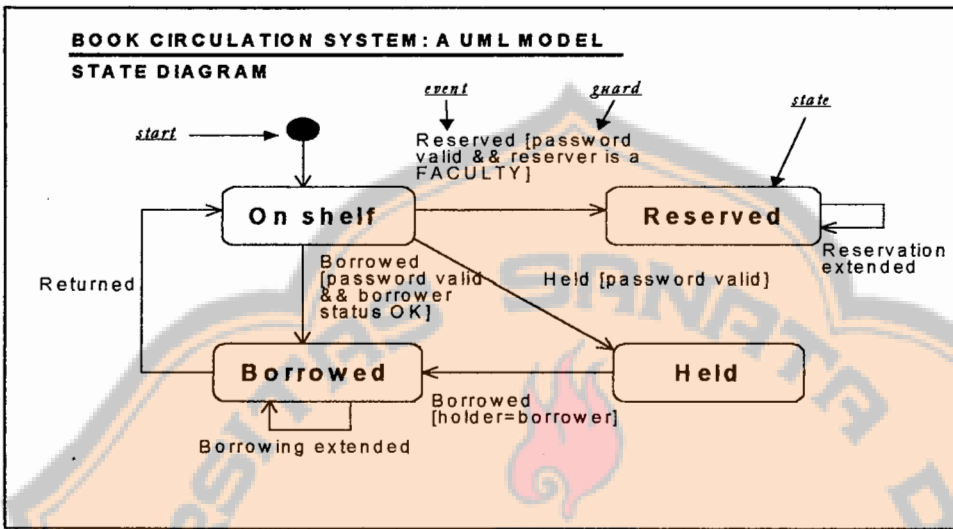 BOOK CIRCULATION SYSTEM: A UML MODEL
STATE DIAGRAM
event
guard
state
start
Reserved [password
valid && reserver is a
FACULTY]
On shelf
Reserved
Reservation
extended
Returned
Borrowed
[password valid
&& borrower
status OK]
Held [password valid]
Borrowed
Held
Borrowed
[holder=borrower]
Borrowing extended
SITAS SANATA D